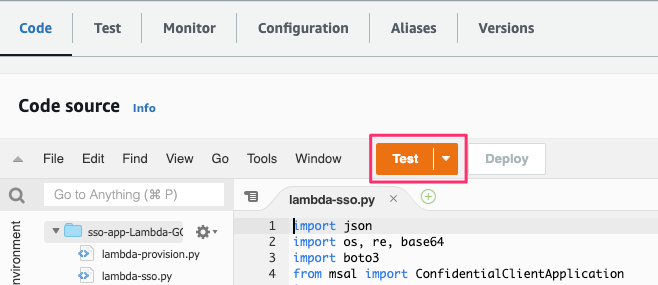 Code Test Monitor Configuration Aliases Versions
Code source Info
File Edit Find View Go Tools Window Test Deploy
Go to Anything (⌘ P) lambda-sso.py
sso-app-Lambda-GC 1 import json
lambda-provision.py 2 import os, re, base64
lambda-sso.py 3 import boto3
4 from msal import ConfidentialClientApplication